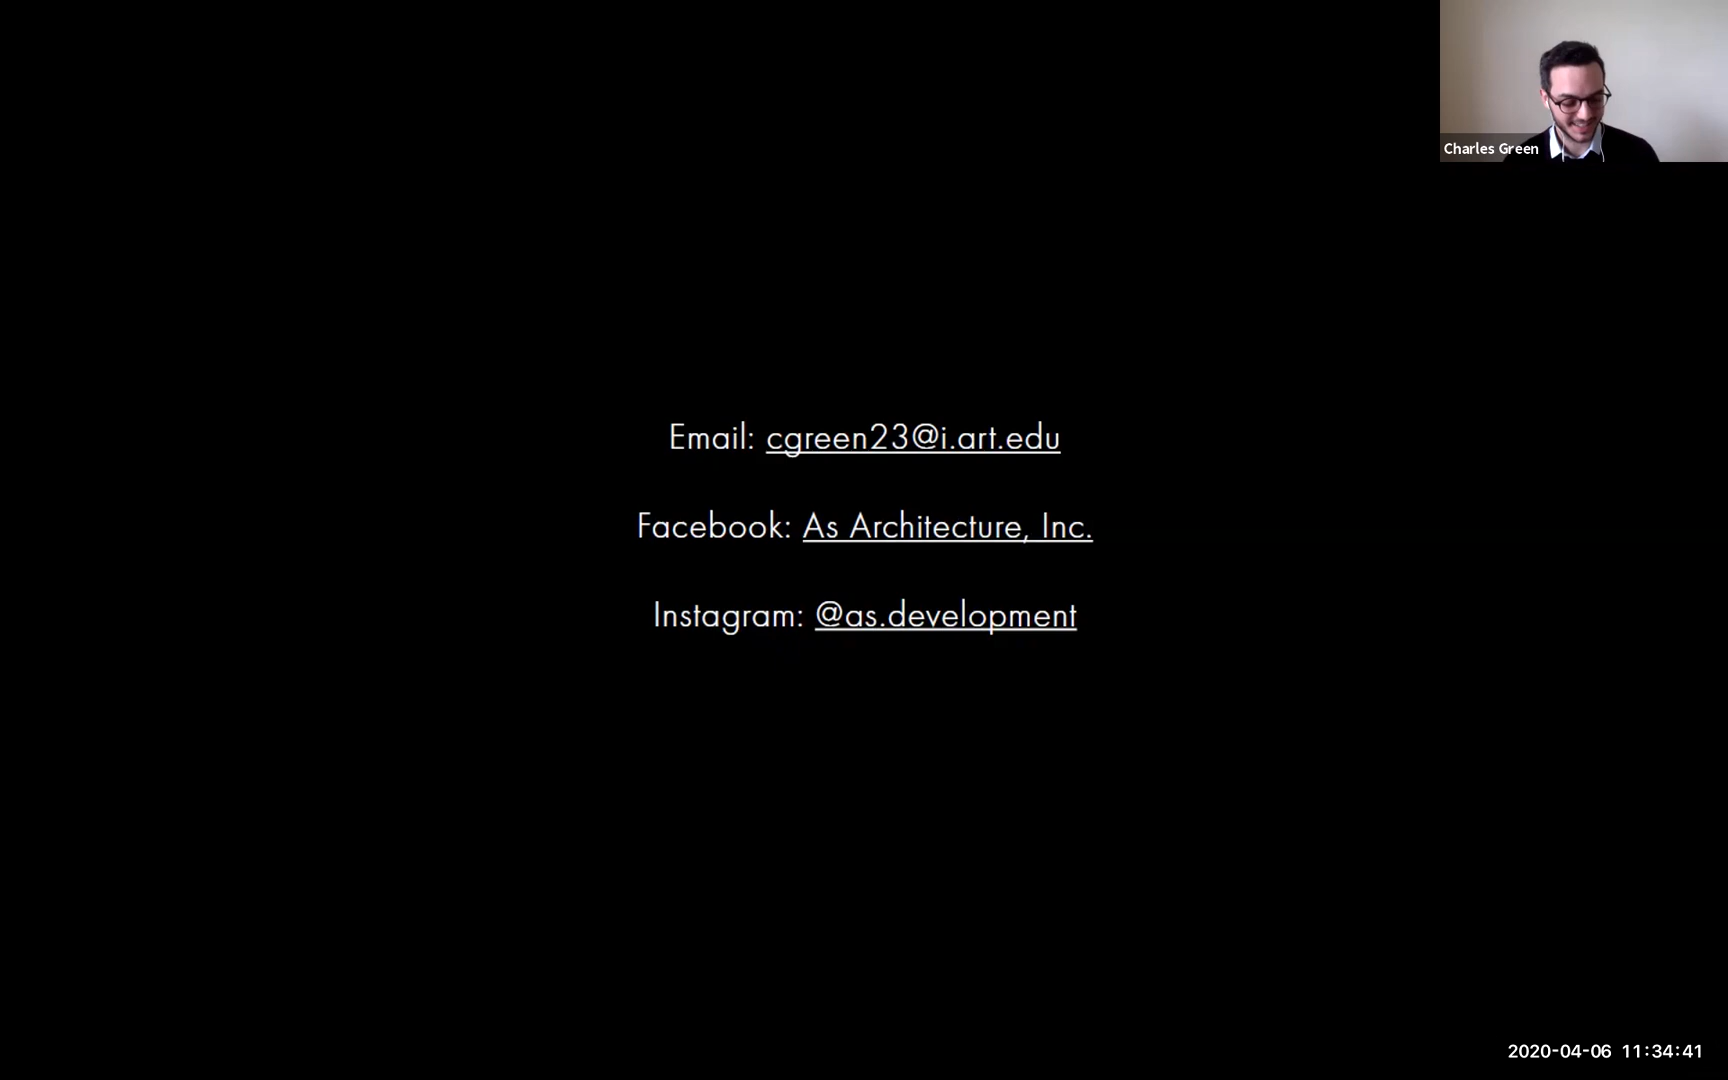 Charles Green
Email: cgreen23@i.art.edu
Facebook: As Architecture, Inc.
Instagram: @as.development
2020-04-06 11:34:41